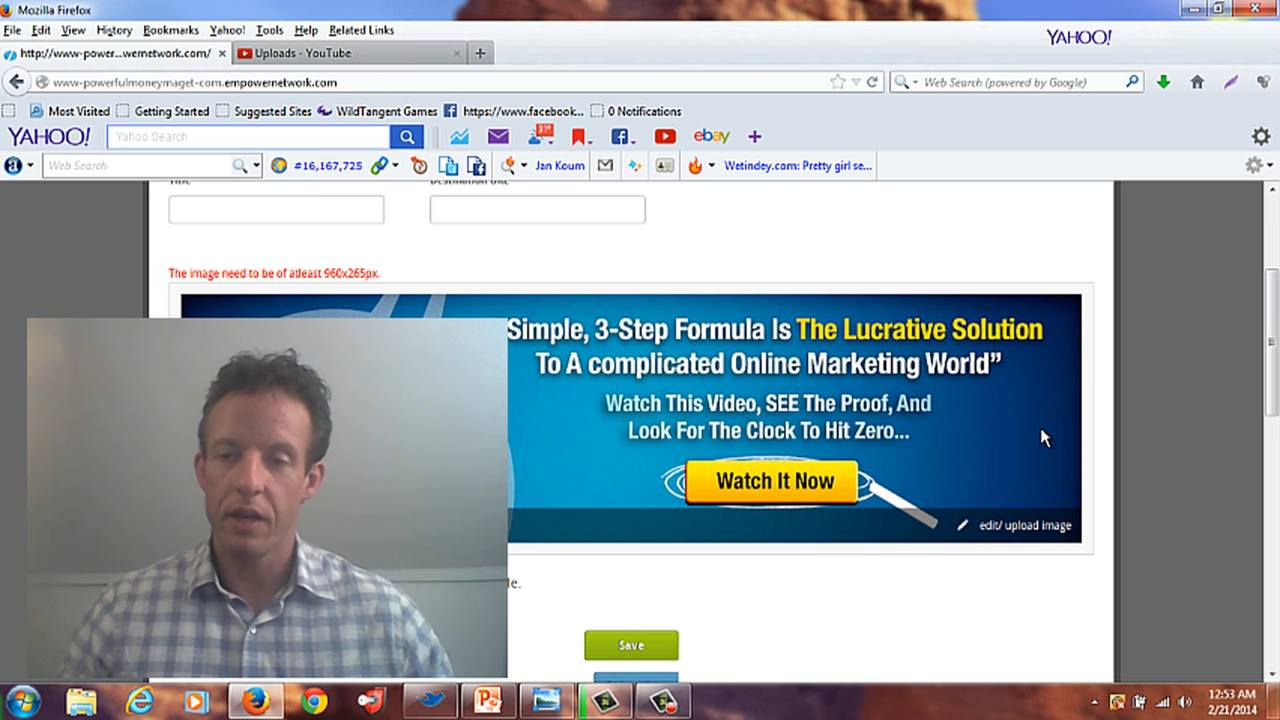 Mozilla Firefox
File Edit View History Bookmarks Yahoo! Tools Help Related Links
YAHOO!
http://www-power...wernetwork.com/ × Uploads - YouTube × +
www-powerfulmoneymaget-com.empowernetwork.com
Web Search (powered by Google)
Most Visited Getting Started Suggested Sites WildTangent Games https://www.facebook... 0 Notifications
YAHOO! Yahoo Search ebay
Web Search #16,167,725 Jan Koum Wetindey.com: Pretty girl se...
The image need to be of atleast 960x265px.
Simple, 3-Step Formula Is The Lucrative Solution
To A complicated Online Marketing World”
Watch This Video, SEE The Proof, And
Look For The Clock To Hit Zero...
Watch It Now
edit/ upload image
le.
Save
12:53 AM
2/21/2014